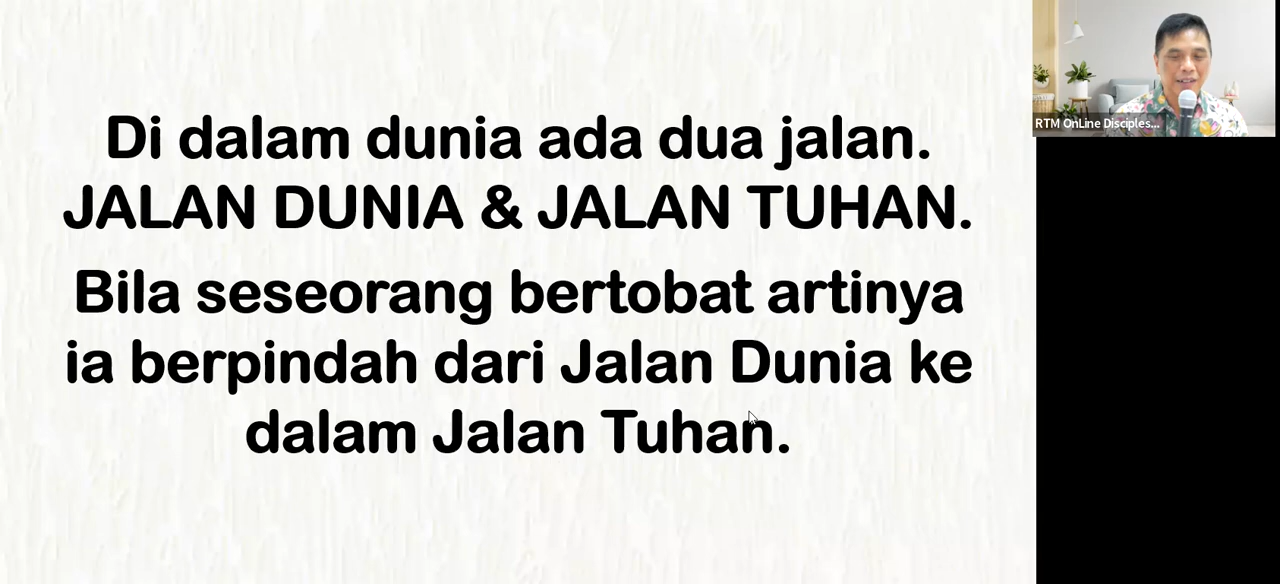 Di dalam dunia ada dua jalan.
JALAN DUNIA & JALAN TUHAN.
Bila seseorang bertobat artinya
ia berpindah dari Jalan Dunia ke
dalam Jalan Tuhan.
RTM OnLine Disciples...